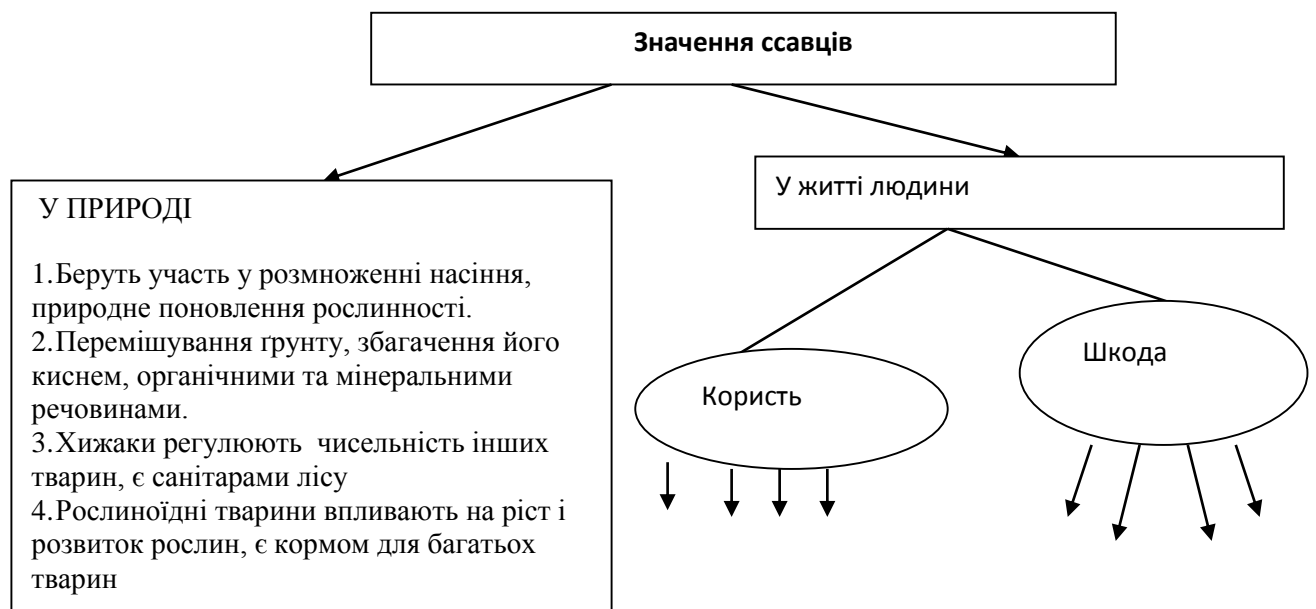 Значення ссавців
У ПРИРОДІ
1.Беруть участь у розмноженні насіння,
природне поновлення рослинності.
2.Перемішування ґрунту, збагачення його
киснем, органічними та мінеральними
речовинами.
3.Хижаки регулюють чисельність інших
тварин, є санітарами лісу
4.Рослиноїдні тварини впливають на ріст і
розвиток рослин, є кормом для багатьох
тварин
У житті людини
Користь
Шкода